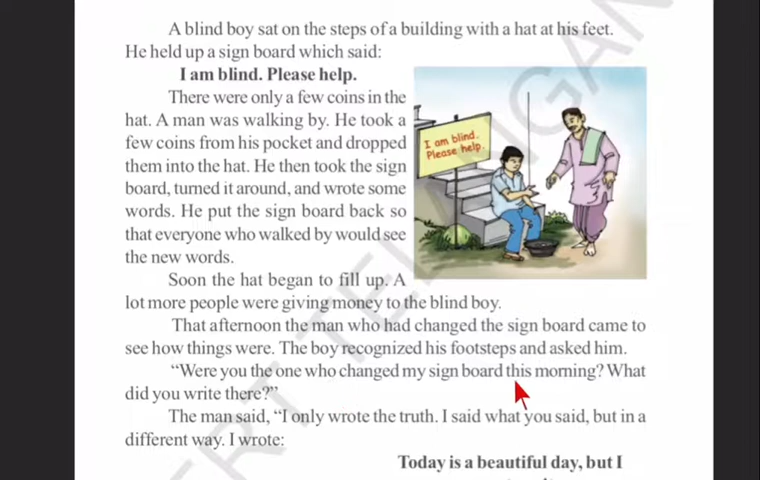 A blind boy sat on the steps of a building with a hat at his feet.
He held up a sign board which said:
I am blind. Please help.
There were only a few coins in the
hat. A man was walking by. He took a
few coins from his pocket and dropped
them into the hat. He then took the sign
board, turned it around, and wrote some
words. He put the sign board back so
that everyone who walked by would see
the new words.
I am blind.
Please help.
Soon the hat began to fill up. A
lot more people were giving money to the blind boy.
That afternoon the man who had changed the sign board came to
see how things were. The boy recognized his footsteps and asked him.
“Were you the one who changed my sign board this morning? What
did you write there?”
The man said, “I only wrote the truth. I said what you said, but in a
different way. I wrote:
Today is a beautiful day, but I